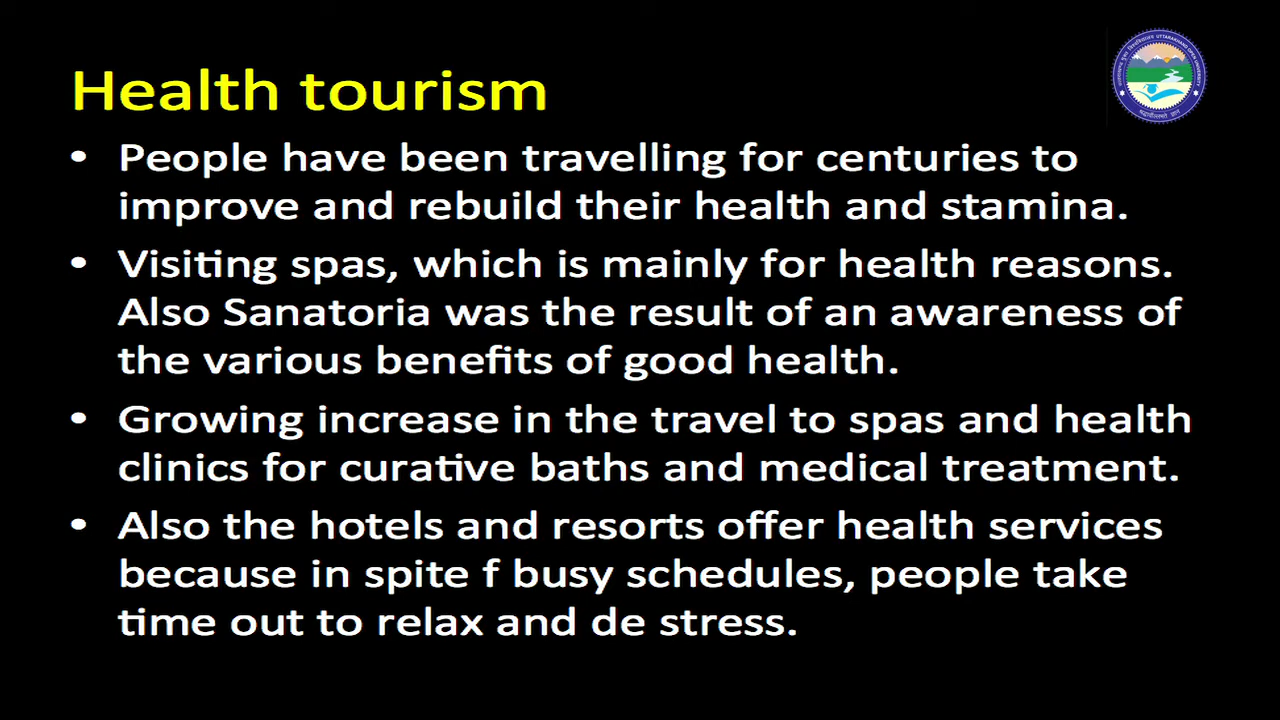 Health tourism
• People have been travelling for centuries to
improve and rebuild their health and stamina.
• Visiting spas, which is mainly for health reasons.
Also Sanatoria was the result of an awareness of
the various benefits of good health.
• Growing increase in the travel to spas and health
clinics for curative baths and medical treatment.
• Also the hotels and resorts offer health services
because in spite f busy schedules, people take
time out to relax and de stress.
UTTARAKHAND OPEN UNIVERSITY